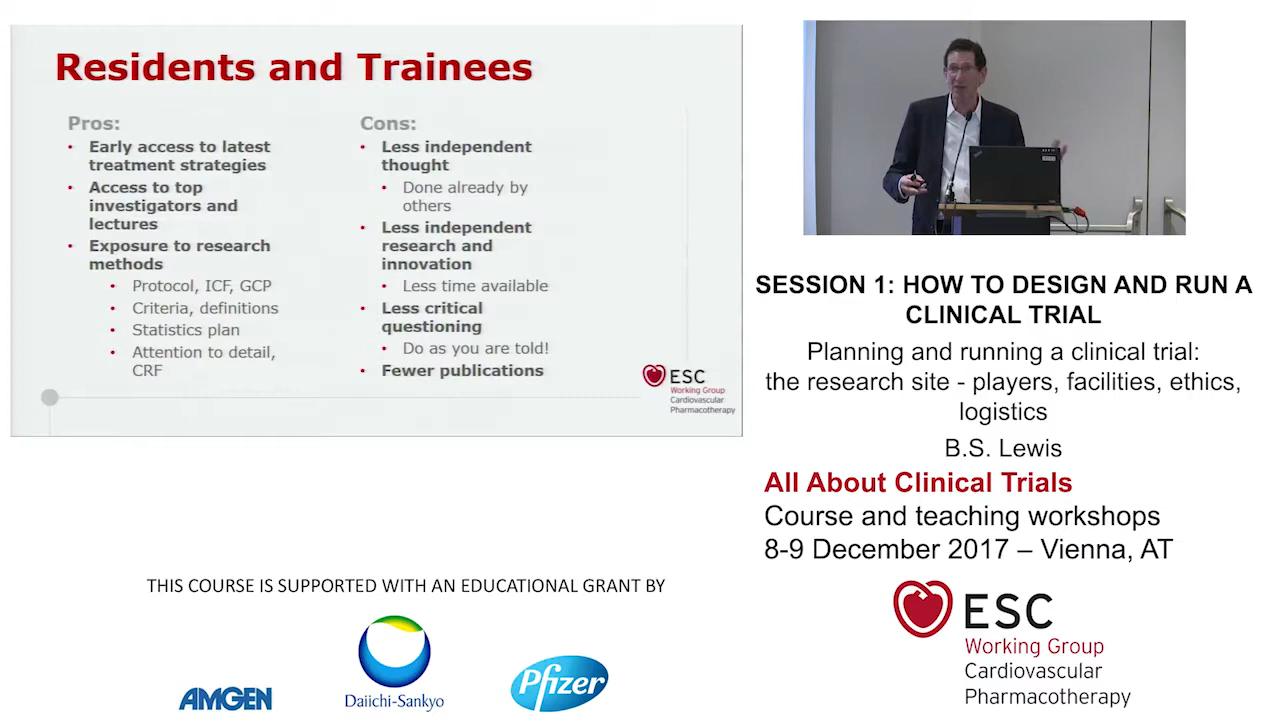 Residents and Trainees
Pros:
• Early access to latest
treatment strategies
• Access to top
investigators and
lectures
• Exposure to research
methods
• Protocol, ICF, GCP
• Criteria, definitions
• Statistics plan
• Attention to detail,
CRF
Cons:
• Less independent
thought
• Done already by
others
• Less independent
research and
innovation
• Less time available
• Less critical
questioning
• Do as you are told!
• Fewer publications
ESC
Working Group
Cardiovascular
Pharmacotherapy
SESSION 1: HOW TO DESIGN AND RUN A
CLINICAL TRIAL
Planning and running a clinical trial:
the research site - players, facilities, ethics,
logistics
B.S. Lewis
All About Clinical Trials
Course and teaching workshops
8-9 December 2017 – Vienna, AT
THIS COURSE IS SUPPORTED WITH AN EDUCATIONAL GRANT BY
AMGEN
Daiichi-Sankyo
Pfizer
ESC
Working Group
Cardiovascular
Pharmacotherapy